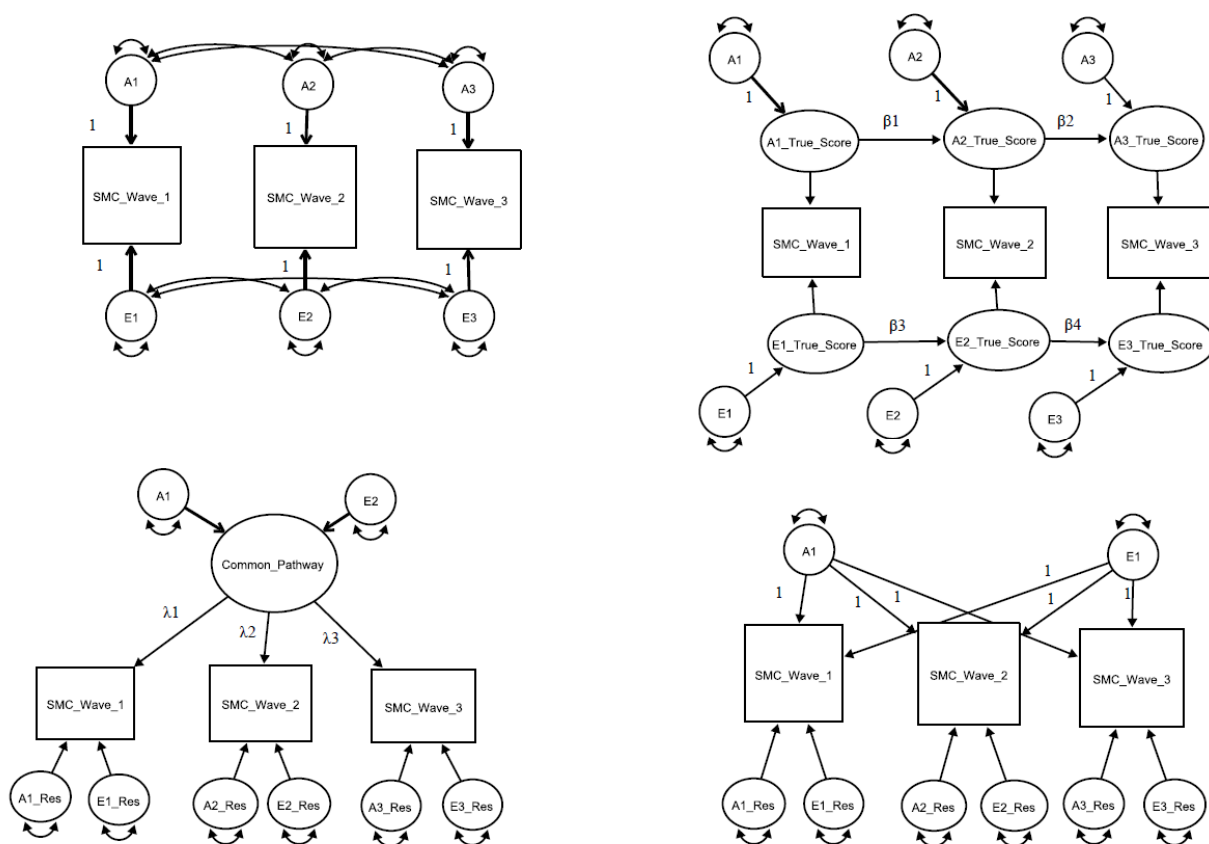 A1
A2
A3
1
1
1
SMC_Wave_1
SMC_Wave_2
SMC_Wave_3
1
1
1
E1
E2
E3
A1
A2
A3
1
1
1
A1_True_Score
β1
A2_True_Score
β2
A3_True_Score
SMC_Wave_1
SMC_Wave_2
SMC_Wave_3
E1_True_Score
β3
E2_True_Score
β4
E3_True_Score
1
1
1
E1
E2
E3
A1
E2
Common_Pathway
λ1
λ2
λ3
SMC_Wave_1
SMC_Wave_2
SMC_Wave_3
A1_Res
E1_Res
A2_Res
E2_Res
A3_Res
E3_Res
A1
E1
1
1
1
1
1
1
SMC_Wave_1
SMC_Wave_2
SMC_Wave_3
A1_Res
E1_Res
A2_Res
E2_Res
A3_Res
E3_Res